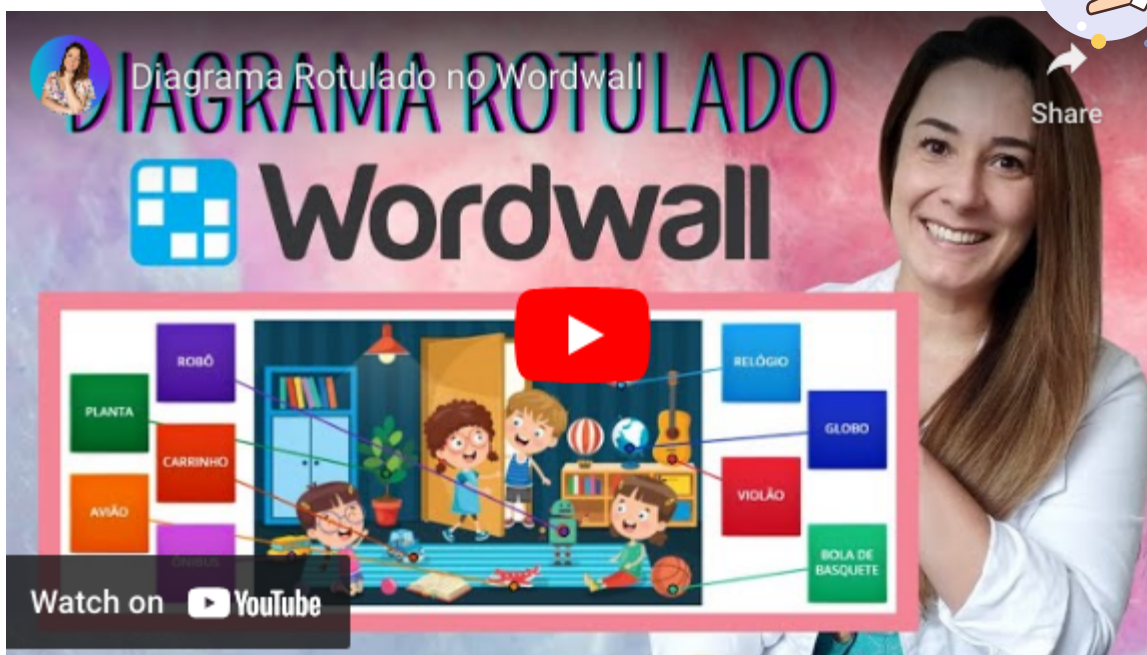 DIAGRAMA ROTULADO
Diagrama Rotulado no Wordwall
Share
Wordwall
ROBÔ
RELÓGIO
PLANTA
GLOBO
CARRINHO
VIOLÃO
AVIÃO
ÔNIBUS
BOLA DE
BASQUETE
Watch on YouTube